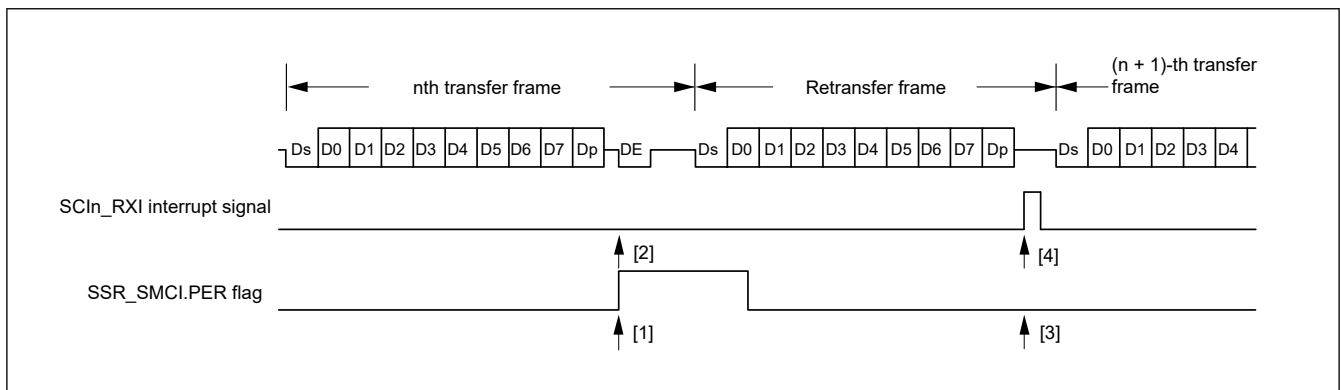 nth transfer frame
Retransfer frame
(n + 1)-th transfer
frame
Ds D0 D1 D2 D3 D4 D5 D6 D7 Dp DE Ds D0 D1 D2 D3 D4 D5 D6 D7 Dp Ds D0 D1 D2 D3 D4
SCIn_RXI interrupt signal
[2] [4]
SSR_SMCI.PER flag
[1] [3]